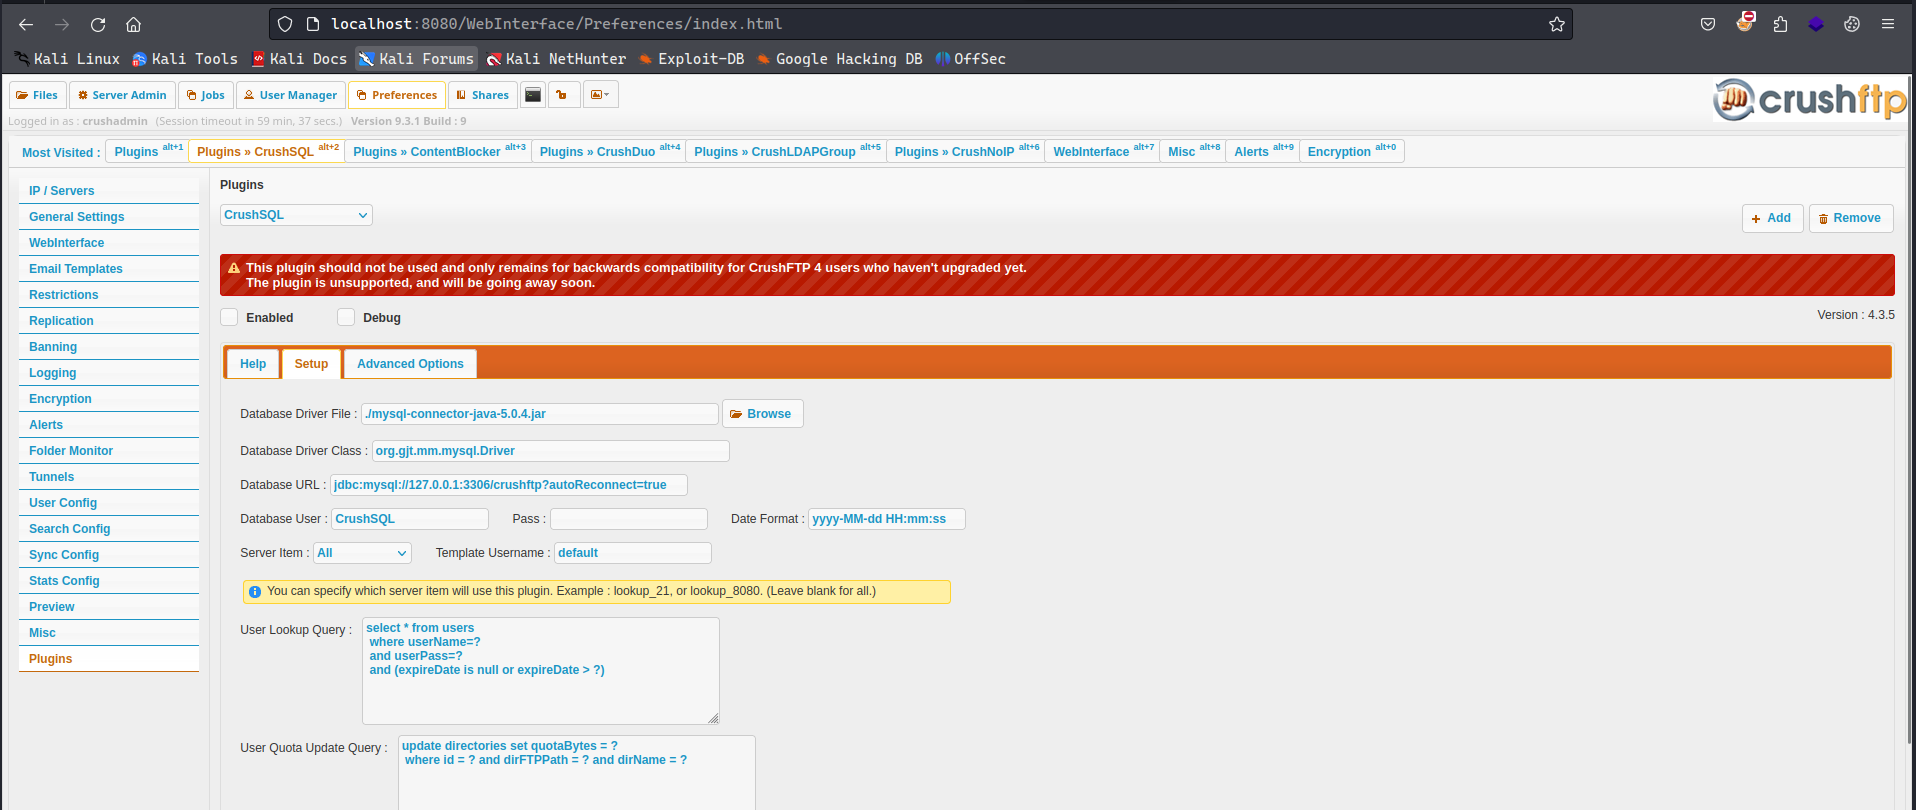 localhost:8080/WebInterface/Preferences/index.html
Kali Linux Kali Tools Kali Docs Kali Forums Kali NetHunter Exploit-DB Google Hacking DB OffSec
Files Server Admin Jobs User Manager Preferences Shares
crushftp
Logged in as : crushadmin (Session timeout in 59 min, 37 secs.) Version 9.3.1 Build : 9
Most Visited : Plugins alt+1 Plugins » CrushSQL alt+2 Plugins » ContentBlocker alt+3 Plugins » CrushDuo alt+4 Plugins » CrushLDAPGroup alt+5 Plugins » CrushNoIP alt+6 WebInterface alt+7 Misc alt+8 Alerts alt+9 Encryption alt+0
IP / Servers
General Settings
WebInterface
Email Templates
Restrictions
Replication
Banning
Logging
Encryption
Alerts
Folder Monitor
Tunnels
User Config
Search Config
Sync Config
Stats Config
Preview
Misc
Plugins
Plugins
CrushSQL
Add Remove
This plugin should not be used and only remains for backwards compatibility for CrushFTP 4 users who haven't upgraded yet.
The plugin is unsupported, and will be going away soon.
Enabled Debug Version : 4.3.5
Help Setup Advanced Options
Database Driver File : ./mysql-connector-java-5.0.4.jar Browse
Database Driver Class : org.gjt.mm.mysql.Driver
Database URL : jdbc:mysql://127.0.0.1:3306/crushftp?autoReconnect=true
Database User : CrushSQL Pass : Date Format : yyyy-MM-dd HH:mm:ss
Server Item : All Template Username : default
You can specify which server item will use this plugin. Example : lookup_21, or lookup_8080. (Leave blank for all.)
User Lookup Query : select * from users
where userName=?
and userPass=?
and (expireDate is null or expireDate > ?)
User Quota Update Query : update directories set quotaBytes = ?
where id = ? and dirFTPPath = ? and dirName = ?